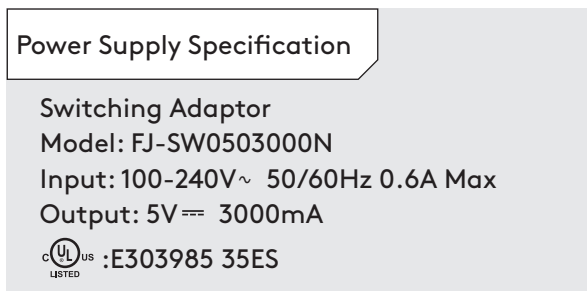 Power Supply Specification
Switching Adaptor
Model: FJ-SW0503000N
Input: 100-240V~ 50/60Hz 0.6A Max
Output: 5V⎓ 3000mA
c UL us LISTED :E303985 35ES